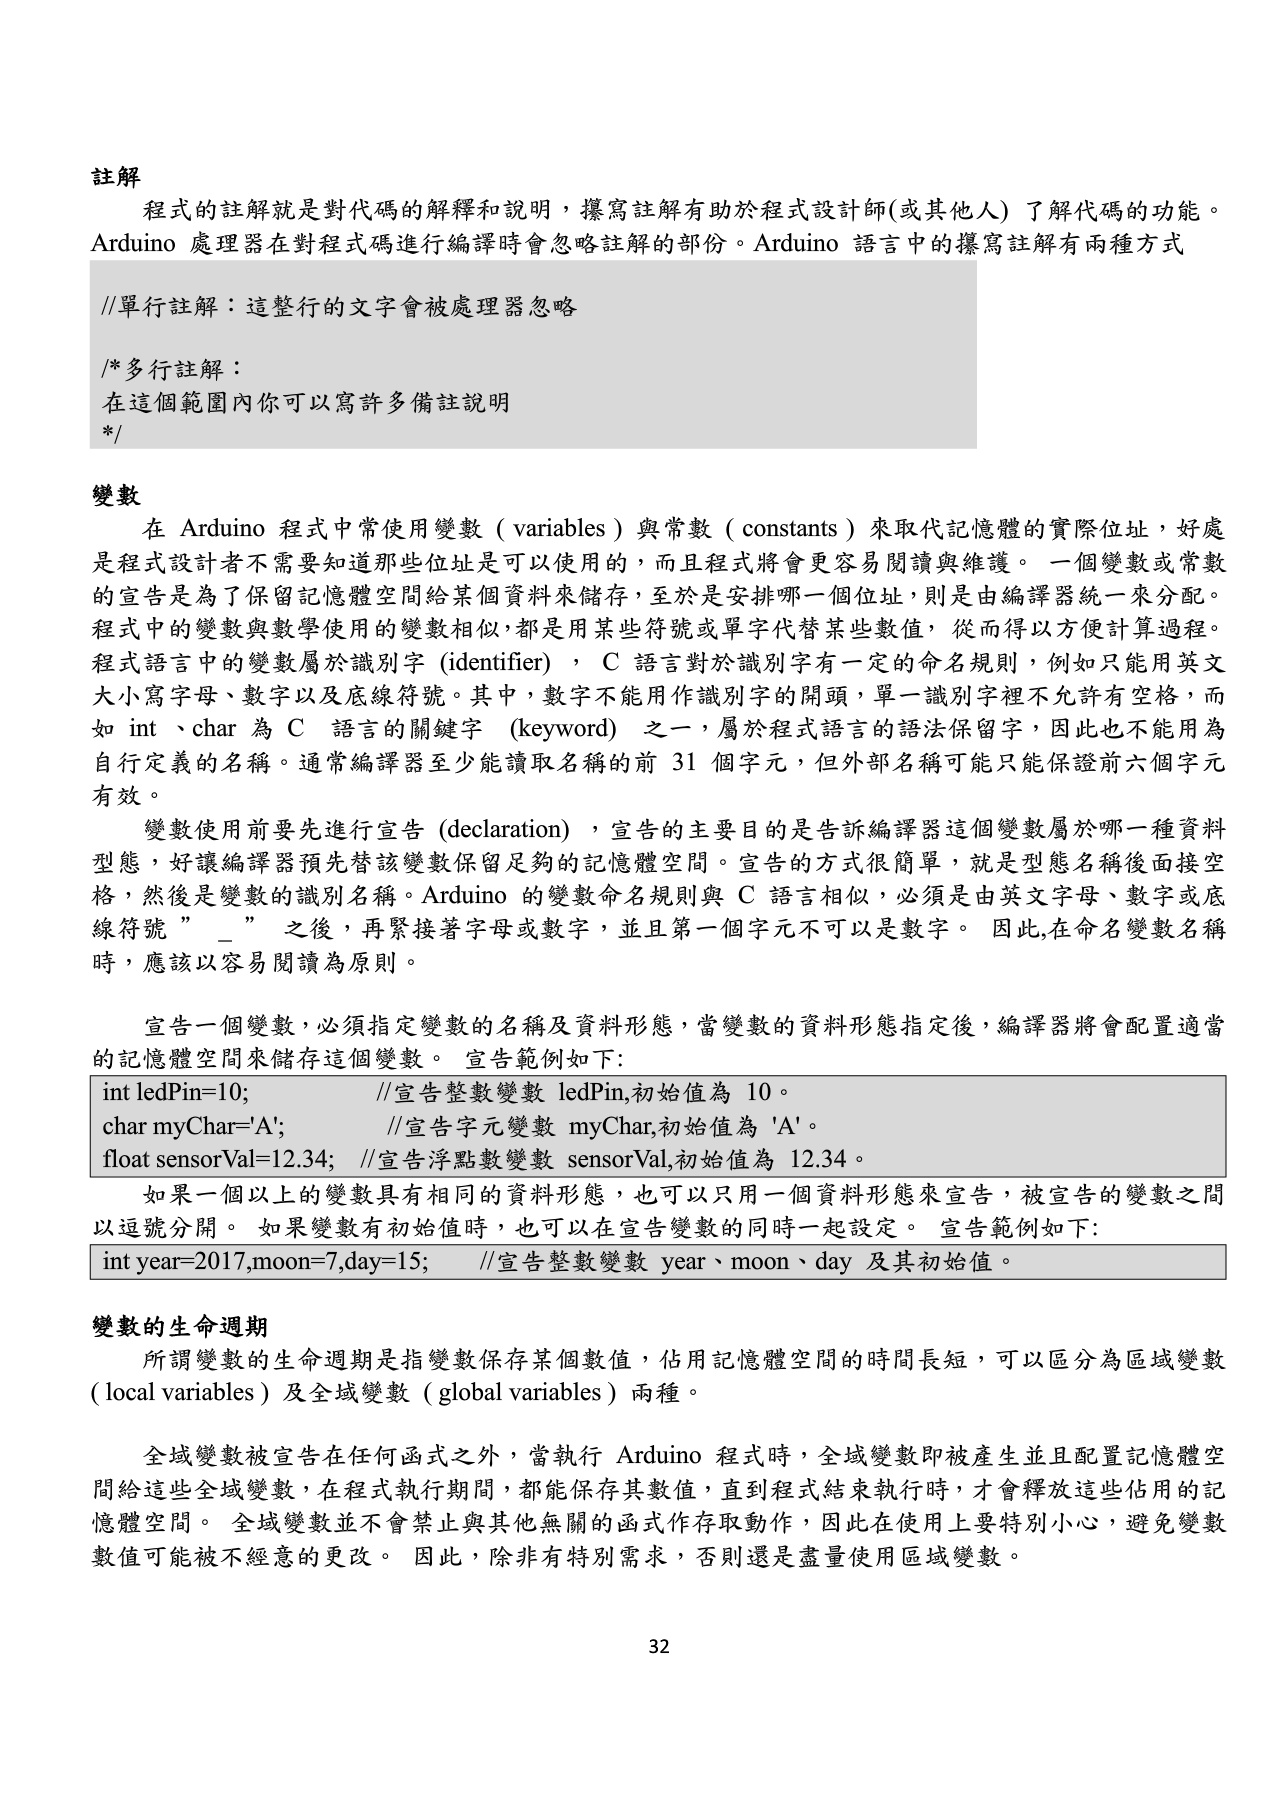 註解
程式的註解就是對代碼的解釋和說明，攥寫註解有助於程式設計師(或其他人) 了解代碼的功能。
Arduino 處理器在對程式碼進行編譯時會忽略註解的部份。Arduino 語言中的攥寫註解有兩種方式
//單行註解：這整行的文字會被處理器忽略
/*多行註解：
在這個範圍內你可以寫許多備註說明
*/
變數
在 Arduino 程式中常使用變數 ( variables ) 與常數 ( constants ) 來取代記憶體的實際位址，好處
是程式設計者不需要知道那些位址是可以使用的，而且程式將會更容易閱讀與維護。 一個變數或常數
的宣告是為了保留記憶體空間給某個資料來儲存，至於是安排哪一個位址，則是由編譯器統一來分配。
程式中的變數與數學使用的變數相似，都是用某些符號或單字代替某些數值， 從而得以方便計算過程。
程式語言中的變數屬於識別字 (identifier) ， C 語言對於識別字有一定的命名規則，例如只能用英文
大小寫字母、數字以及底線符號。其中，數字不能用作識別字的開頭，單一識別字裡不允許有空格，而
如 int 、char 為 C 語言的關鍵字 (keyword) 之一，屬於程式語言的語法保留字，因此也不能用為
自行定義的名稱。通常編譯器至少能讀取名稱的前 31 個字元，但外部名稱可能只能保證前六個字元
有效。
變數使用前要先進行宣告 (declaration) ，宣告的主要目的是告訴編譯器這個變數屬於哪一種資料
型態，好讓編譯器預先替該變數保留足夠的記憶體空間。宣告的方式很簡單，就是型態名稱後面接空
格，然後是變數的識別名稱。Arduino 的變數命名規則與 C 語言相似，必須是由英文字母、數字或底
線符號 ” _ ” 之後，再緊接著字母或數字，並且第一個字元不可以是數字。 因此,在命名變數名稱
時，應該以容易閱讀為原則。
宣告一個變數，必須指定變數的名稱及資料形態，當變數的資料形態指定後，編譯器將會配置適當
的記憶體空間來儲存這個變數。 宣告範例如下:
int ledPin=10; //宣告整數變數 ledPin,初始值為 10。
char myChar='A'; //宣告字元變數 myChar,初始值為 'A'。
float sensorVal=12.34; //宣告浮點數變數 sensorVal,初始值為 12.34。
如果一個以上的變數具有相同的資料形態，也可以只用一個資料形態來宣告，被宣告的變數之間
以逗號分開。 如果變數有初始值時，也可以在宣告變數的同時一起設定。 宣告範例如下:
int year=2017,moon=7,day=15; //宣告整數變數 year、moon、day 及其初始值。
變數的生命週期
所謂變數的生命週期是指變數保存某個數值，佔用記憶體空間的時間長短，可以區分為區域變數
( local variables ) 及全域變數 ( global variables ) 兩種。
全域變數被宣告在任何函式之外，當執行 Arduino 程式時，全域變數即被產生並且配置記憶體空
間給這些全域變數，在程式執行期間，都能保存其數值，直到程式結束執行時，才會釋放這些佔用的記
憶體空間。 全域變數並不會禁止與其他無關的函式作存取動作，因此在使用上要特別小心，避免變數
數值可能被不經意的更改。 因此，除非有特別需求，否則還是盡量使用區域變數。
32